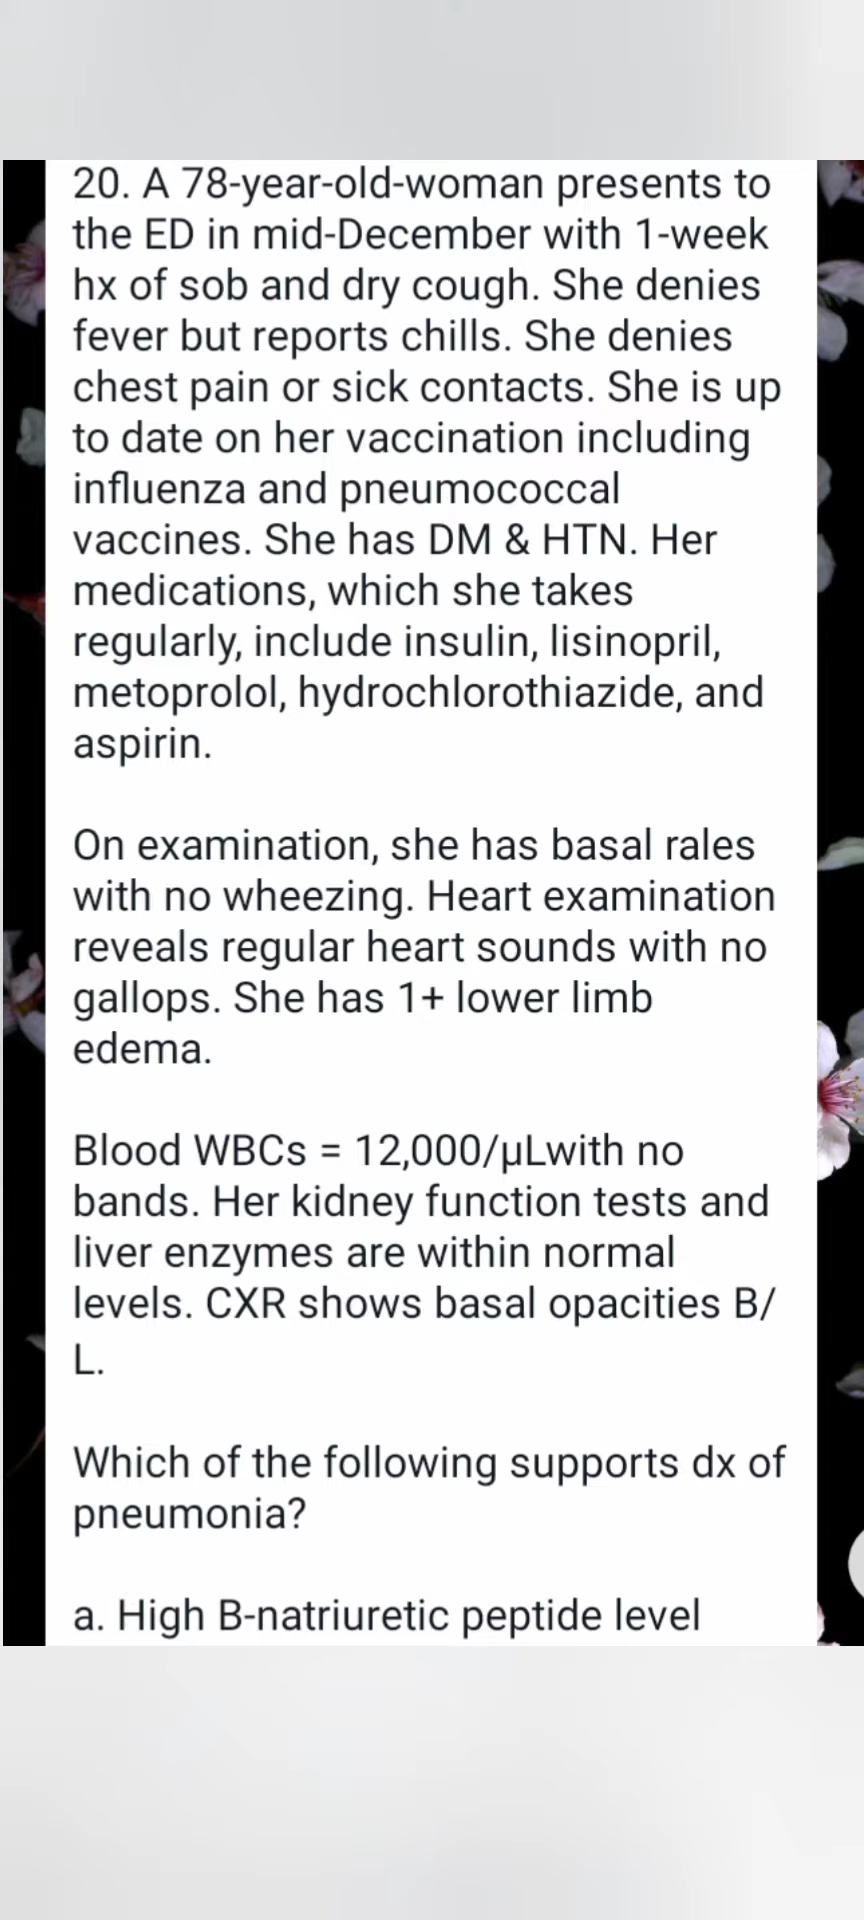 20. A 78-year-old-woman presents to
the ED in mid-December with 1-week
hx of sob and dry cough. She denies
fever but reports chills. She denies
chest pain or sick contacts. She is up
to date on her vaccination including
influenza and pneumococcal
vaccines. She has DM & HTN. Her
medications, which she takes
regularly, include insulin, lisinopril,
metoprolol, hydrochlorothiazide, and
aspirin.
On examination, she has basal rales
with no wheezing. Heart examination
reveals regular heart sounds with no
gallops. She has 1+ lower limb
edema.
Blood WBCs = 12,000/µLwith no
bands. Her kidney function tests and
liver enzymes are within normal
levels. CXR shows basal opacities B/
L.
Which of the following supports dx of
pneumonia?
a. High B-natriuretic peptide level